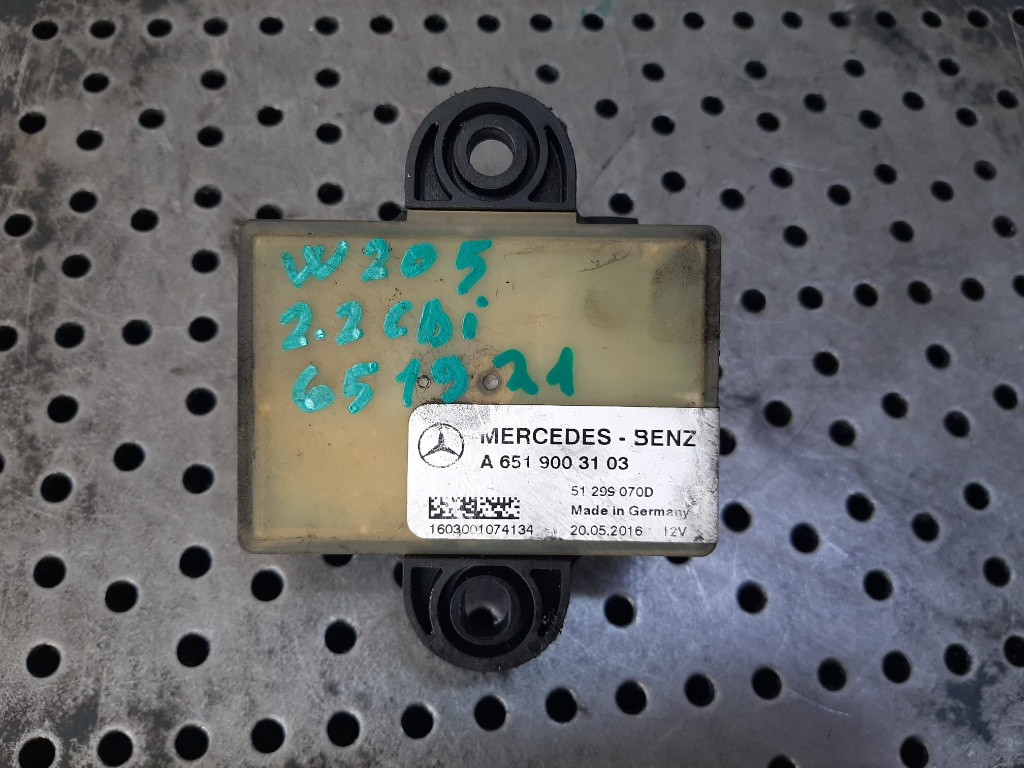 W205
2.2 CDi
651921
MERCEDES - BENZ
A 651 900 31 03
51 299 070D
Made in Germany
1603001074134 20.05.2016 12V